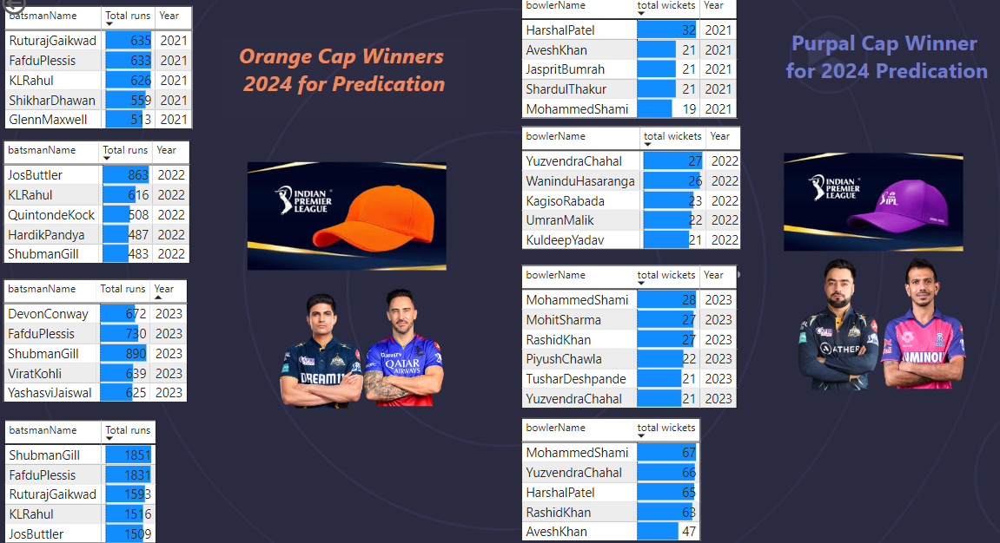 batsmanName Total runs Year
RuturajGaikwad 635 2021
FafduPlessis 633 2021
KLRahul 626 2021
ShikharDhawan 559 2021
GlennMaxwell 513 2021
batsmanName Total runs Year
JosButtler 863 2022
KLRahul 616 2022
QuintondeKock 508 2022
HardikPandya 487 2022
ShubmanGill 483 2022
batsmanName Total runs Year
DevonConway 672 2023
FafduPlessis 730 2023
ShubmanGill 890 2023
ViratKohli 639 2023
YashasviJaiswal 625 2023
batsmanName Total runs
ShubmanGill 1851
FafduPlessis 1831
RuturajGaikwad 1593
KLRahul 1516
JosButtler 1509
Orange Cap Winners
2024 for Predication
INDIAN
PREMIER
LEAGUE
DREAM11
QATAR
AIRWAYS
bowlerName total wickets Year
HarshalPatel 32 2021
AveshKhan 21 2021
JaspritBumrah 21 2021
ShardulThakur 21 2021
MohammedShami 19 2021
bowlerName total wickets Year
YuzvendraChahal 27 2022
WaninduHasaranga 26 2022
KagisoRabada 23 2022
UmranMalik 22 2022
KuldeepYadav 21 2022
bowlerName total wickets Year
MohammedShami 28 2023
MohitSharma 27 2023
RashidKhan 27 2023
PiyushChawla 22 2023
TusharDeshpande 21 2023
YuzvendraChahal 21 2023
bowlerName total wickets
MohammedShami 67
YuzvendraChahal 66
HarshalPatel 65
RashidKhan 63
AveshKhan 47
Purpal Cap Winner
for 2024 Predication
INDIAN
PREMIER
LEAGUE
IPL
ATHER
LUMINOU